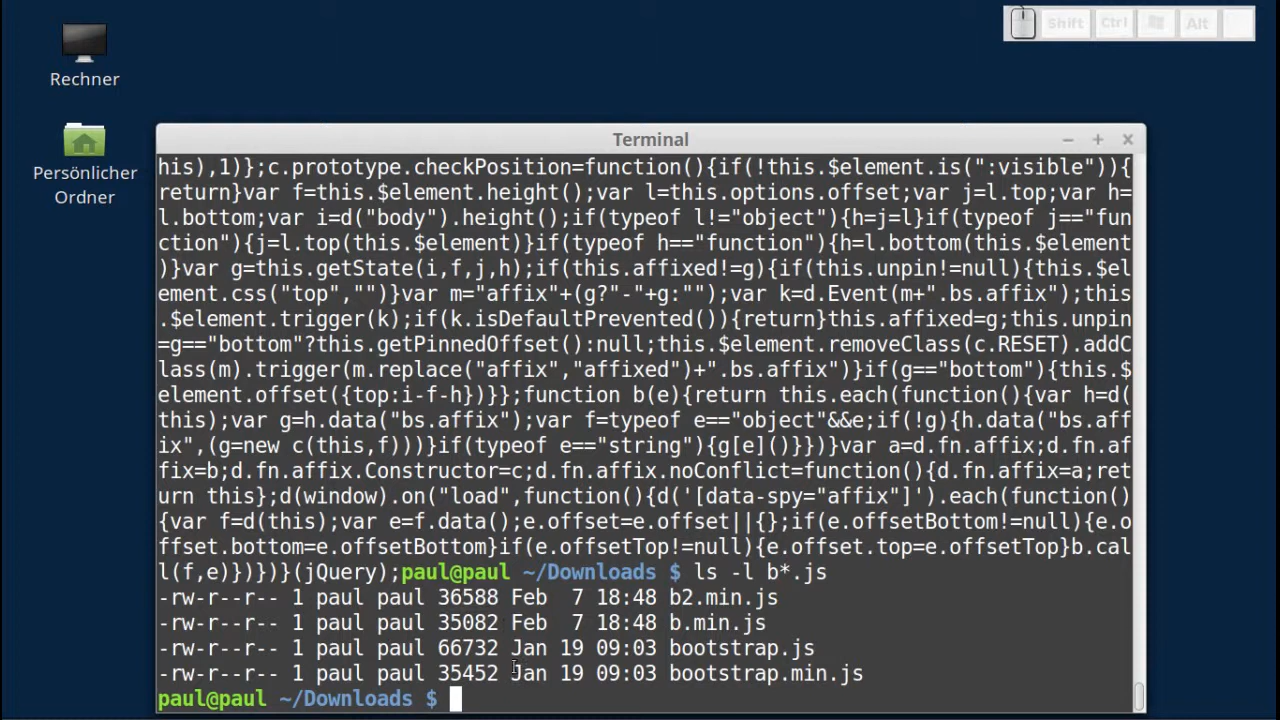 Shift Ctrl Alt
Rechner
Persönlicher
Ordner
Terminal
his),1)};c.prototype.checkPosition=function(){if(!this.$element.is(":visible")){
return}var f=this.$element.height();var l=this.options.offset;var j=l.top;var h=
l.bottom;var i=d("body").height();if(typeof l!="object"){h=j=l}if(typeof j=="fun
ction"){j=l.top(this.$element)}if(typeof h=="function"){h=l.bottom(this.$element
)}var g=this.getState(i,f,j,h);if(this.affixed!=g){if(this.unpin!=null){this.$el
ement.css("top","")}var m="affix"+(g?"-"+g:"");var k=d.Event(m+".bs.affix");this
.$element.trigger(k);if(k.isDefaultPrevented()){return}this.affixed=g;this.unpin
=g=="bottom"?this.getPinnedOffset():null;this.$element.removeClass(c.RESET).addC
lass(m).trigger(m.replace("affix","affixed")+".bs.affix")}if(g=="bottom"){this.$
element.offset({top:i-f-h})}};function b(e){return this.each(function(){var h=d(
this);var g=h.data("bs.affix");var f=typeof e=="object"&&e;if(!g){h.data("bs.aff
ix",(g=new c(this,f)))}if(typeof e=="string"){g[e]()}})}var a=d.fn.affix;d.fn.af
fix=b;d.fn.affix.Constructor=c;d.fn.affix.noConflict=function(){d.fn.affix=a;ret
urn this};d(window).on("load",function(){d('[data-spy="affix"]').each(function()
{var f=d(this);var e=f.data();e.offset=e.offset||{};if(e.offsetBottom!=null){e.o
ffset.bottom=e.offsetBottom}if(e.offsetTop!=null){e.offset.top=e.offsetTop}b.cal
l(f,e)})})}(jQuery);paul@paul ~/Downloads $ ls -l b*.js
-rw-r--r-- 1 paul paul 36588 Feb  7 18:48 b2.min.js
-rw-r--r-- 1 paul paul 35082 Feb  7 18:48 b.min.js
-rw-r--r-- 1 paul paul 66732 Jan 19 09:03 bootstrap.js
-rw-r--r-- 1 paul paul 35452 Jan 19 09:03 bootstrap.min.js
paul@paul ~/Downloads $